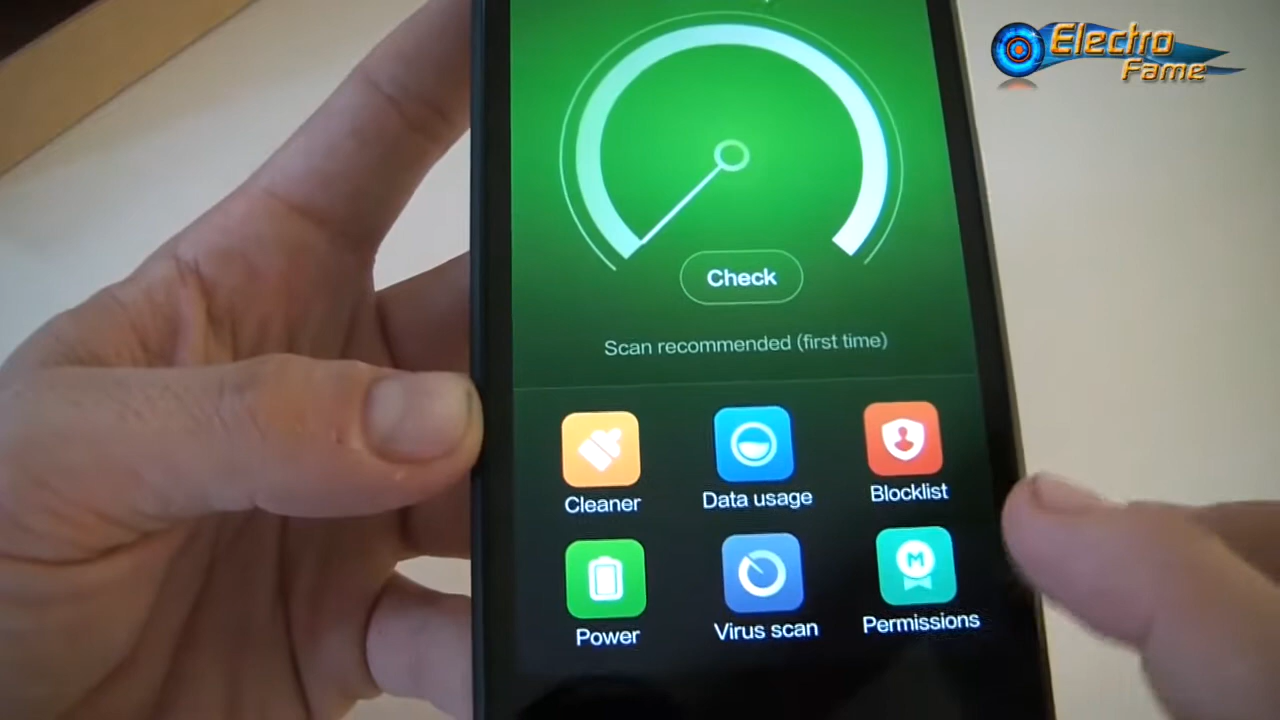 Electro
Fame
Check
Scan recommended (first time)
Cleaner
Data usage
Blocklist
Power
Virus scan
Permissions